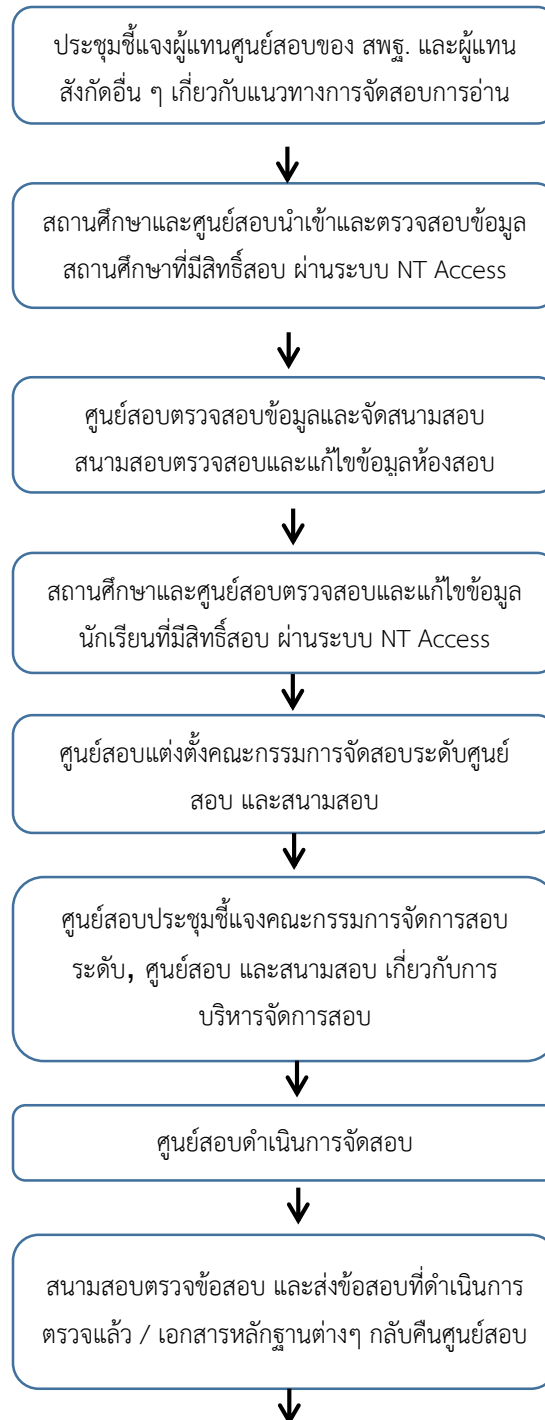 ประชุมชี้แจงผู้แทนศูนย์สอบของ สพฐ. และผู้แทน
สังกัดอื่น ๆ เกี่ยวกับแนวทางการจัดสอบการอ่าน
สถานศึกษาและศูนย์สอบนำเข้าและตรวจสอบข้อมูล
สถานศึกษาที่มีสิทธิ์สอบ ผ่านระบบ NT Access
ศูนย์สอบตรวจสอบข้อมูลและจัดสนามสอบ
สนามสอบตรวจสอบและแก้ไขข้อมูลห้องสอบ
สถานศึกษาและศูนย์สอบตรวจสอบและแก้ไขข้อมูล
นักเรียนที่มีสิทธิ์สอบ ผ่านระบบ NT Access
ศูนย์สอบแต่งตั้งคณะกรรมการจัดสอบระดับศูนย์
สอบ และสนามสอบ
ศูนย์สอบประชุมชี้แจงคณะกรรมการจัดการสอบ
ระดับ, ศูนย์สอบ และสนามสอบ เกี่ยวกับการ
บริหารจัดการสอบ
ศูนย์สอบดำเนินการจัดสอบ
สนามสอบตรวจข้อสอบ และส่งข้อสอบที่ดำเนินการ
ตรวจแล้ว / เอกสารหลักฐานต่างๆ กลับคืนศูนย์สอบ